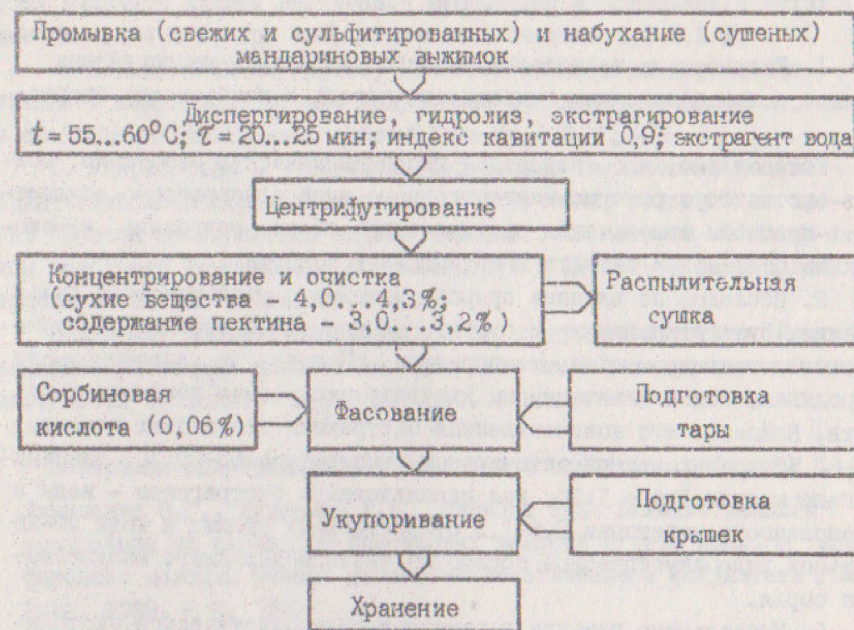 Промывка (свежих и сульфитированных) и набухание (сушеных)
мандариновых выжимок
Диспергирование, гидролиз, экстрагирование
t = 55...60°С; τ = 20...25 мин; индекс кавитации 0,9; экстрагент вода
Центрифугирование
Концентрирование и очистка
(сухие вещества – 4,0...4,3%;
содержание пектина – 3,0...3,2%)
Распылительная
сушка
Сорбиновая
кислота (0,06%)
Фасование
Подготовка
тары
Укупоривание
Подготовка
крышек
Хранение